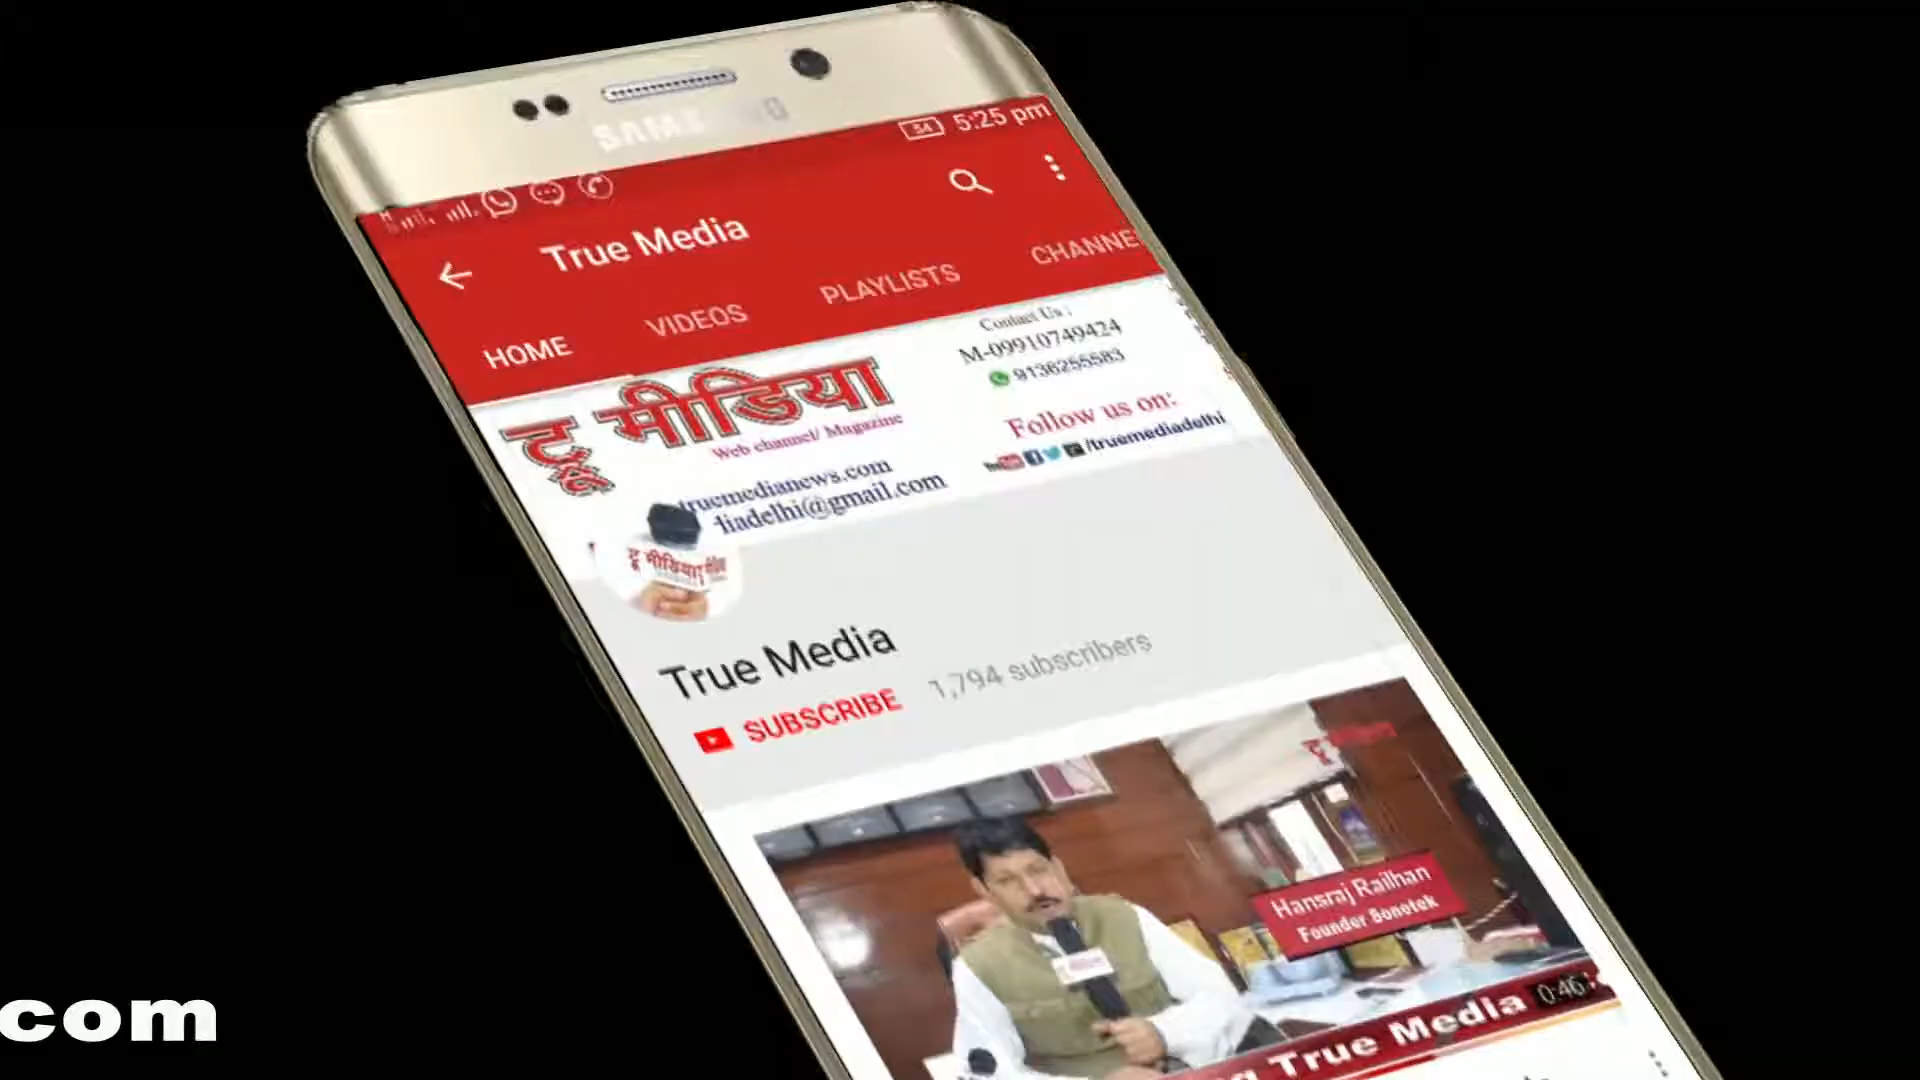 SAMSUNG
54 5:25 pm
True Media
HOME VIDEOS PLAYLISTS CHANNE
ट्रू मीडिया
Web channel/ Magazine
truemedianews.com
diadelhi@gmail.com
Contact Us :
M-09910749424
9136255583
Follow us on:
/truemediadelhi
ट्रू मीडिया
True Media
SUBSCRIBE 1,794 subscribers
Hansraj Railhan
Founder Sonotek
True Media
0:46
com